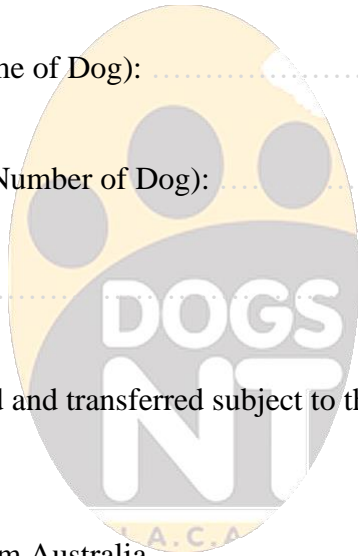 ne of Dog): ........................
Number of Dog): ................
........................................
DOGS
NT
d and transferred subject to th
A.C.A
m Australia